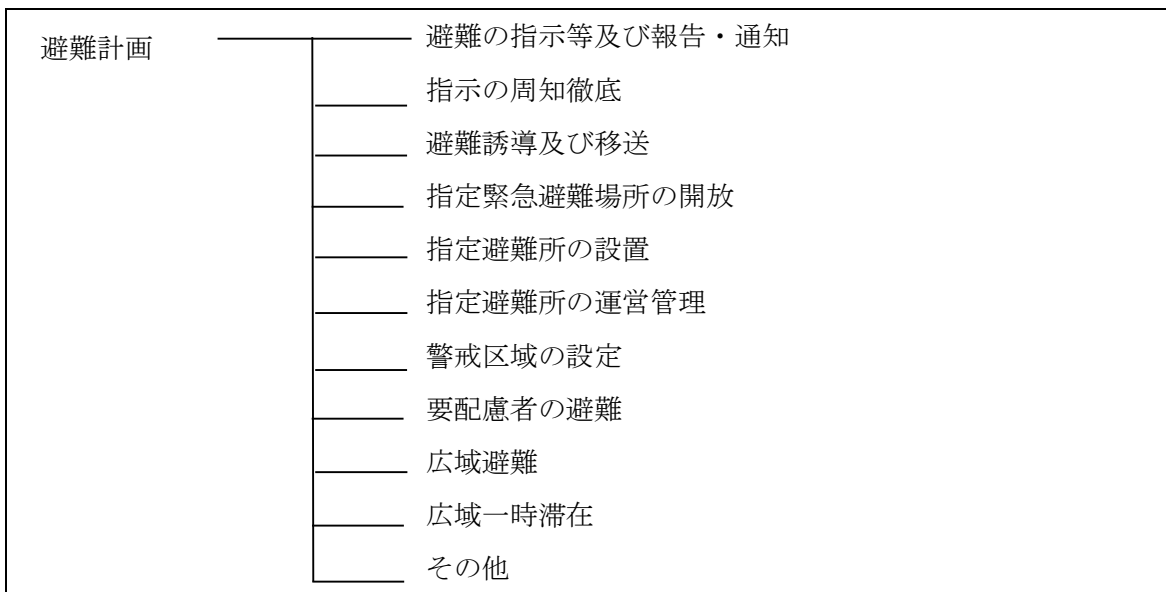 避難計画
避難の指示等及び報告・通知
指示の周知徹底
避難誘導及び移送
指定緊急避難場所の開放
指定避難所の設置
指定避難所の運営管理
警戒区域の設定
要配慮者の避難
広域避難
広域一時滞在
その他